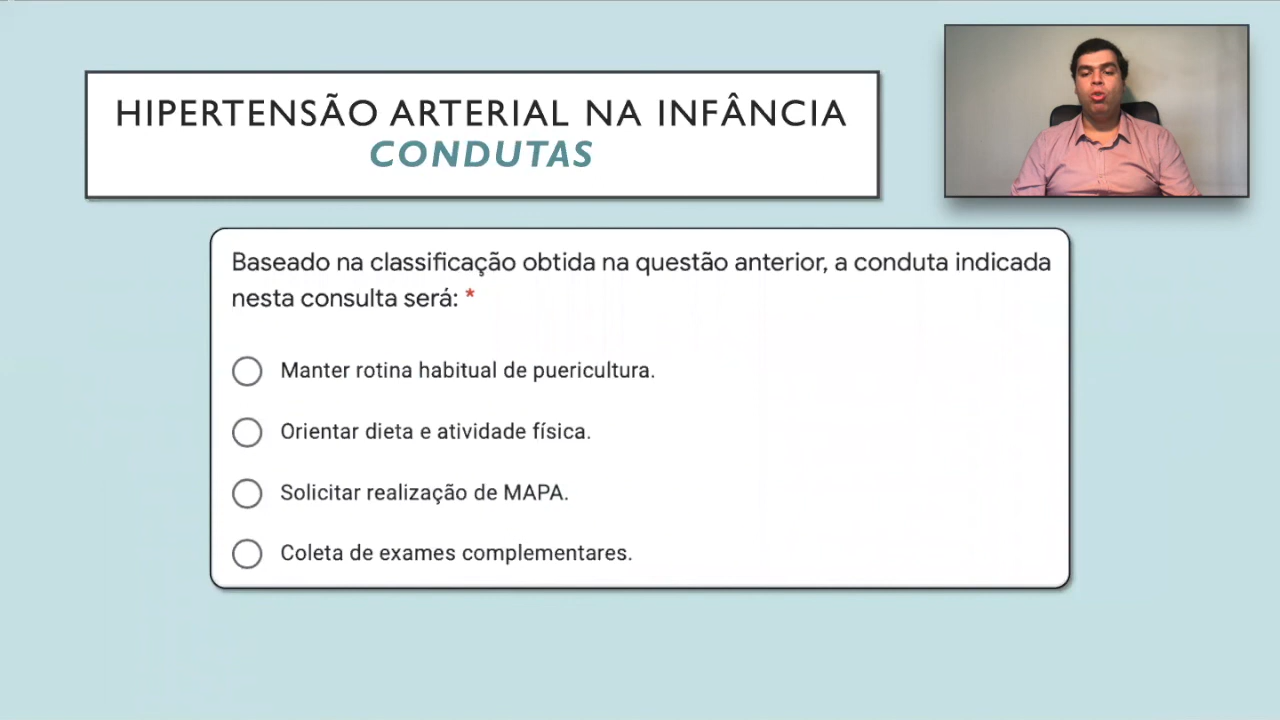 HIPERTENSÃO ARTERIAL NA INFÂNCIA
CONDUTAS
Baseado na classificação obtida na questão anterior, a conduta indicada
nesta consulta será: *
Manter rotina habitual de puericultura.
Orientar dieta e atividade física.
Solicitar realização de MAPA.
Coleta de exames complementares.